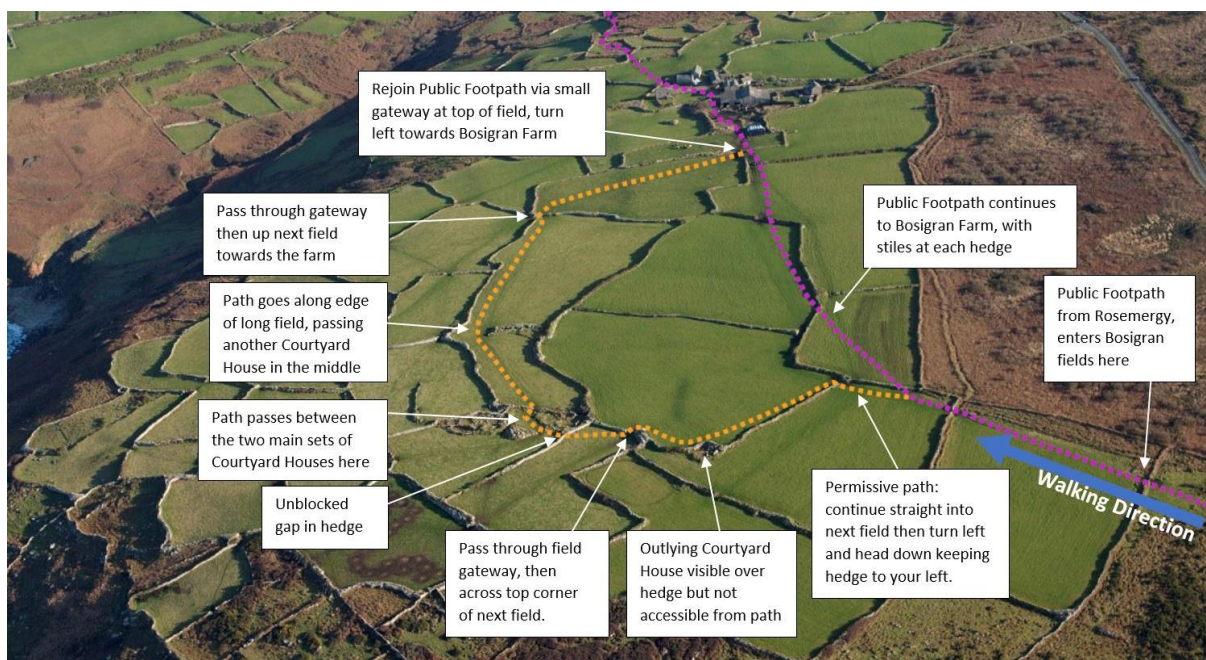 Rejoin Public Footpath via small
gateway at top of field, turn
left towards Bosigran Farm
Pass through gateway
then up next field
towards the farm
Public Footpath continues
to Bosigran Farm, with
stiles at each hedge
Path goes along edge
of long field, passing
another Courtyard
House in the middle
Public Footpath
from Rosemergy,
enters Bosigran
fields here
Path passes between
the two main sets of
Courtyard Houses here
Unblocked
gap in hedge
Pass through field
gateway, then
across top corner
of next field.
Outlying Courtyard
House visible over
hedge but not
accessible from path
Permissive path:
continue straight into
next field then turn left
and head down keeping
hedge to your left.
Walking Direction